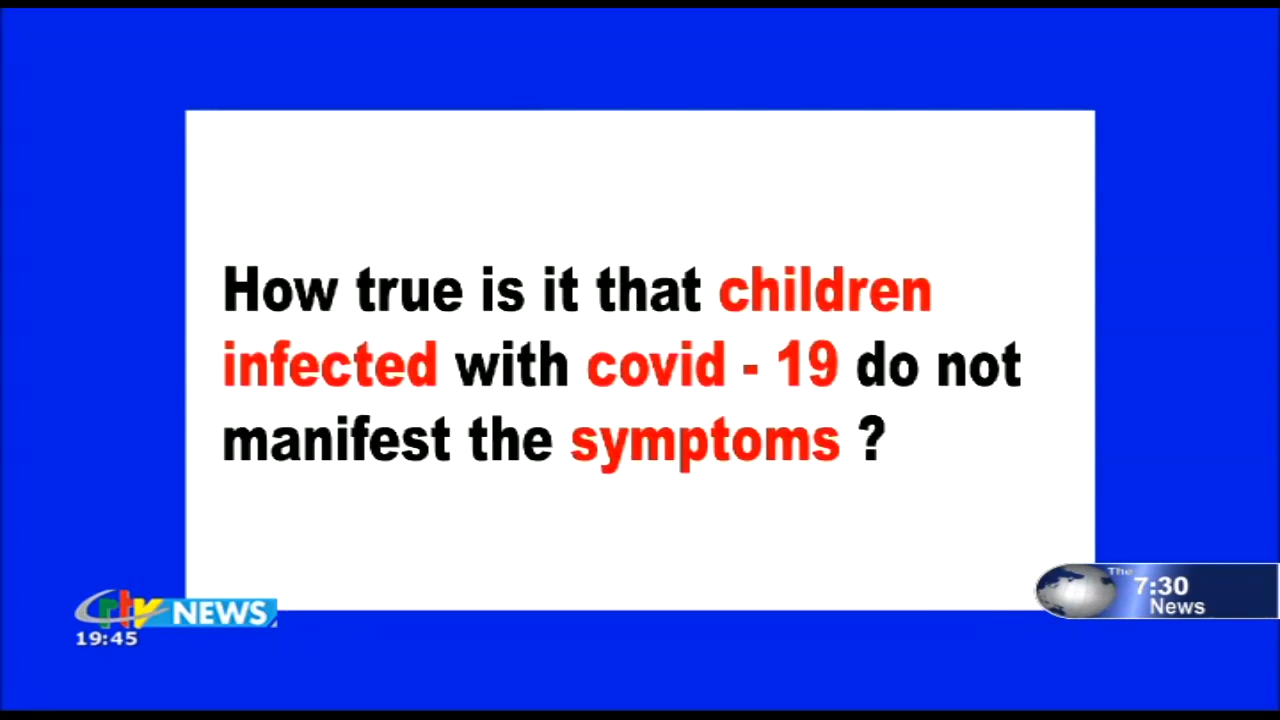 How true is it that children
infected with covid - 19 do not
manifest the symptoms ?
crtv NEWS
19:45
The
7:30
News